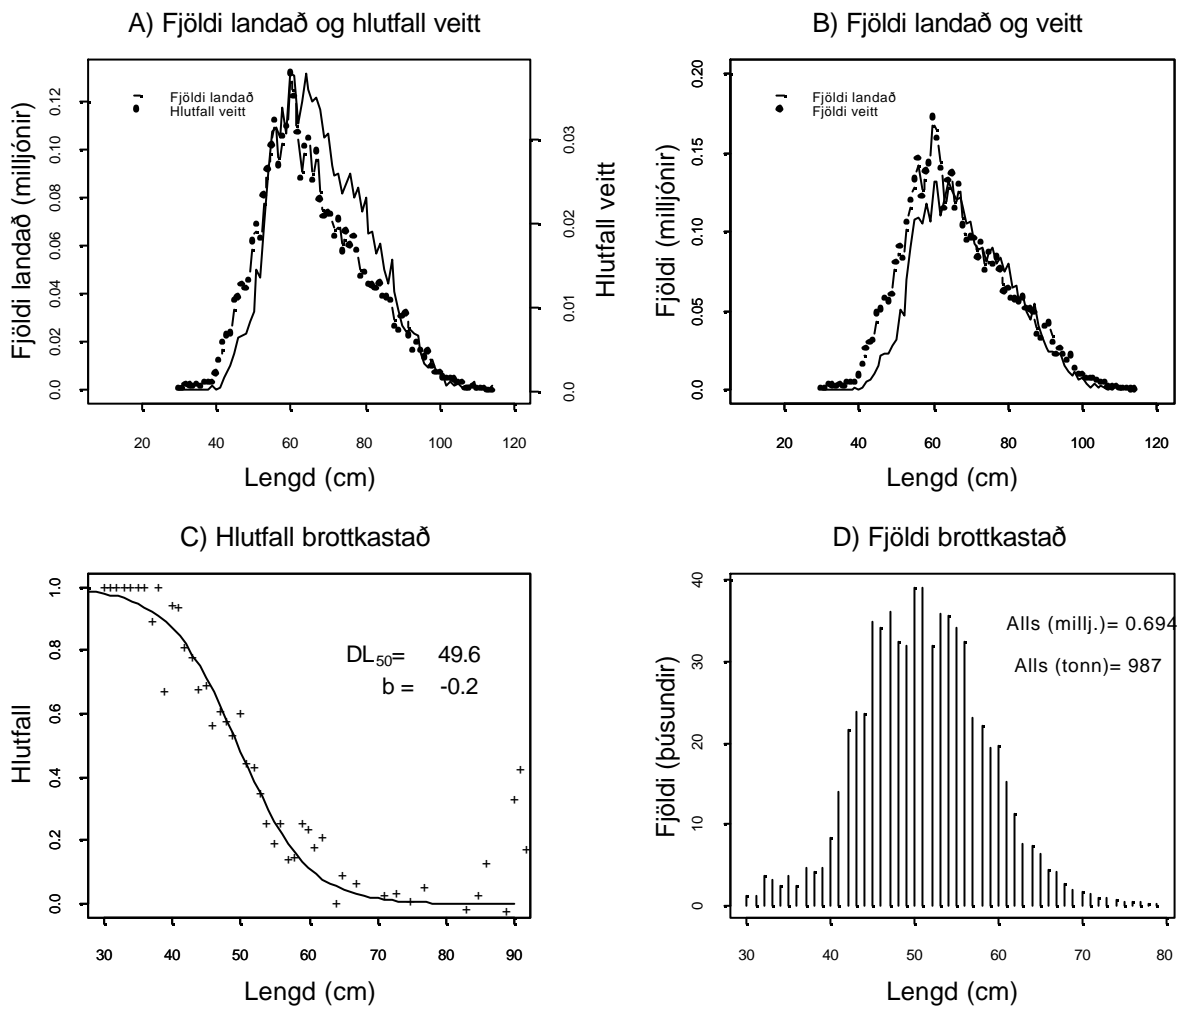 A) Fjöldi landað og hlutfall veitt
Fjöldi landað (milljónir)
0.0 0.02 0.04 0.06 0.08 0.10 0.12
Fjöldi landað
Hlutfall veitt
0.0 0.01 0.02 0.03
Hlutfall veitt
20 40 60 80 100 120
Lengd (cm)
B) Fjöldi landað og veitt
Fjöldi (milljónir)
0.0 0.05 0.10 0.15 0.20
Fjöldi landað
Fjöldi veitt
20 40 60 80 100 120
Lengd (cm)
C) Hlutfall brottkastað
Hlutfall
0.0 0.2 0.4 0.6 0.8 1.0
DL50= 49.6
b = -0.2
30 40 50 60 70 80 90
Lengd (cm)
D) Fjöldi brottkastað
Fjöldi (þúsundir)
0 10 20 30 40
Alls (millj.)= 0.694
Alls (tonn)= 987
30 40 50 60 70 80
Lengd (cm)